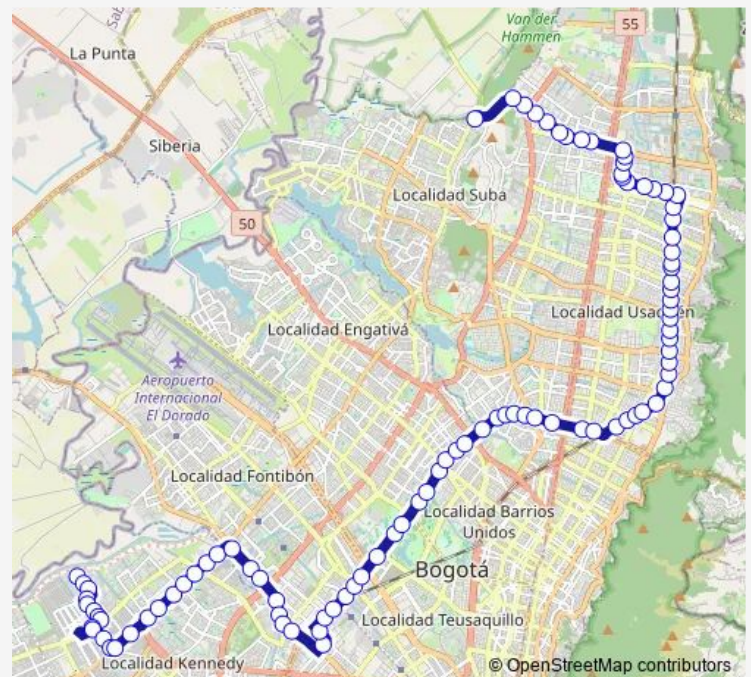 Van der
Hammen
55
La Punta
Siberia
Localidad Suba
50
Localidad Usaquén
Localidad Engativá
Aeropuerto
Internacional
El Dorado
Localidad Fontibón
Localidad Barrios
Unidos
Bogotá
Localidad Teusaquillo
Localidad Kennedy
© OpenStreetMap contributors